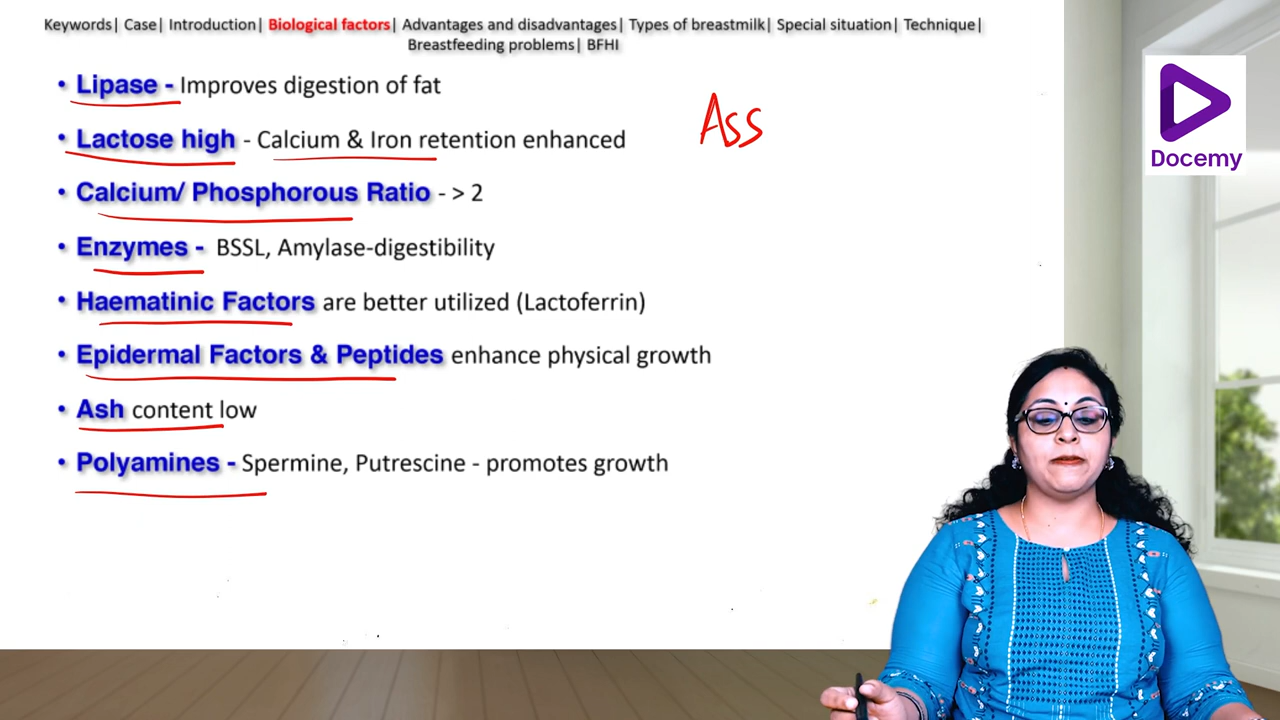 Keywords| Case| Introduction| Biological factors| Advantages and disadvantages| Types of breastmilk| Special situation| Technique|
Breastfeeding problems| BFHI
• Lipase - Improves digestion of fat
• Lactose high - Calcium & Iron retention enhanced
Ass
• Calcium/ Phosphorous Ratio - > 2
• Enzymes - BSSL, Amylase-digestibility
• Haematinic Factors are better utilized (Lactoferrin)
• Epidermal Factors & Peptides enhance physical growth
• Ash content low
• Polyamines - Spermine, Putrescine - promotes growth
Docemy